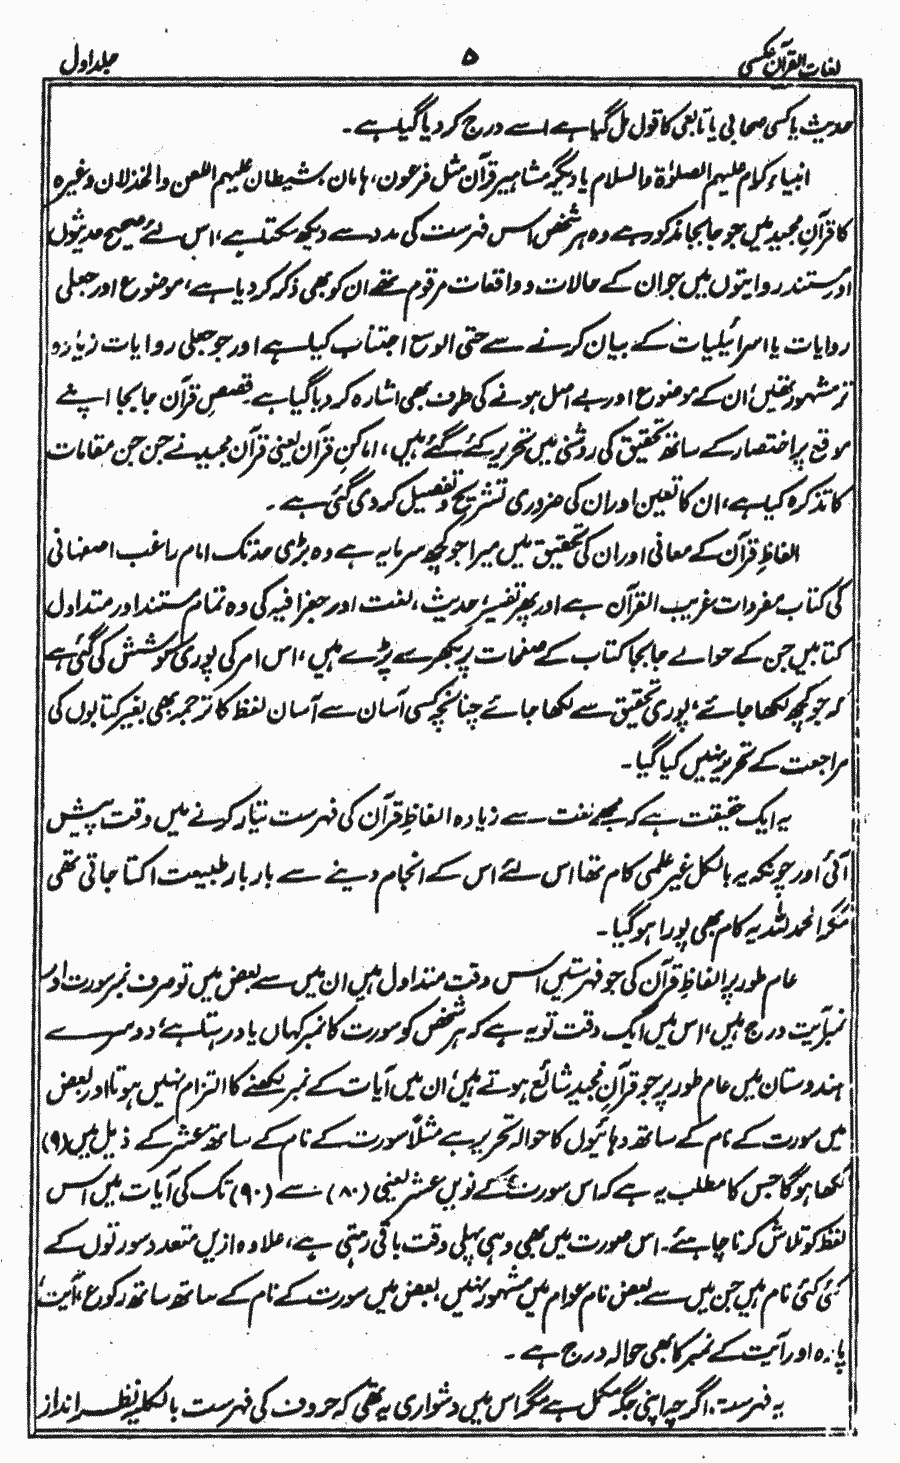 لغات القرآن عکسی
۵
جلد اول
حدیث یا کسی صحابی یا تابعی کا قول مل گیا ہے اسے درج کر دیا گیا ہے۔
انبیاء کرام علیہم الصلوٰة والسلام یا دیگر مشاہیر قرآن مثل فرعون، ہامان، شیطان علیہم اللعن والخذلان وغیرہ
کا قرآن مجید میں جو جابجا مذکور ہے وہ ہر شخص اس فہرست کی مدد سے دیکھ سکتا ہے، اس لئے صحیح حدیثوں
اور مستند روایتوں میں جو ان کے حالات و واقعات مرقوم تھے ان کو بھی ذکر کر دیا ہے، موضوع اور جعلی
روایات یا اسرائیلیات کے بیان کرنے سے حتی الوسع اجتناب کیا ہے اور جو جعلی روایات زیادہ
تر مشہور تھیں، ان کے موضوع اور بے اصل ہونے کی طرف بھی اشارہ کر دیا گیا ہے۔ قصصِ قرآن جابجا اپنے
موقع پر اختصار کے ساتھ تحقیق کی روشنی میں تحریر کئے گئے ہیں، اماکنِ قرآن یعنی قرآن مجید نے جن جن مقامات
کا تذکرہ کیا ہے، ان کا تعین اور ان کی ضروری تشریح و تفصیل کر دی گئی ہے۔
الفاظِ قرآن کے معانی اور ان کی تحقیق میں میرا جو کچھ سرمایہ ہے وہ بڑی حد تک امام راغب اصفہانی
کی کتاب مفردات غریب القرآن ہے اور پھر تفسیر، حدیث، لغت اور جغرافیہ کی وہ تمام مستند اور متداول
کتابیں جن کے حوالے جابجا کتاب کے صفحات پر بکھرے پڑے ہیں، اس امر کی پوری کوشش کی گئی ہے
کہ جو کچھ لکھا جائے، پوری تحقیق سے لکھا جائے چنانچہ کسی آسان سے آسان لفظ کا ترجمہ بھی بغیر کتابوں کی
مراجعت کے تحریر نہیں کیا گیا۔
یہ ایک حقیقت ہے کہ مجھے لغت سے زیادہ الفاظِ قرآن کی فہرست تیار کرنے میں دقت پیش
آئی اور چونکہ یہ بالکل غیر علمی کام تھا اس لئے اس کے انجام دینے سے بار بار طبیعت اکتا جاتی تھی
مگر الحمد للہ یہ کام بھی پورا ہو گیا۔
عام طور پر الفاظِ قرآن کی جو فہرستیں اس وقت متداول ہیں ان میں سے بعض میں تو صرف نمبر سورت اور
نمبر آیت درج ہیں، اس میں ایک دقت تو یہ ہے کہ ہر شخص کو سورت کا نمبر کہاں یاد رہتا ہے، دوسرے
ہندوستان میں عام طور پر جو قرآن مجید شائع ہوتے ہیں، ان میں آیات کے نمبر لکھنے کا التزام نہیں ہوتا اور بعض
میں سورت کے نام کے ساتھ دہائیوں کا حوالہ تحریر ہے مثلًا سورت کے نام کے ساتھ عشر کے ذیل میں (۹)
لکھا ہو گا جس کا مطلب یہ ہے کہ اس سورت کے نویں عشر یعنی (۸۰) سے (۹۰) تک کی آیات میں اس
لفظ کو تلاش کرنا چاہئے۔ اس صورت میں بھی وہی پہلی دقت باقی رہتی ہے، علاوہ ازیں متعدد سورتوں کے
کئی کئی نام ہیں جن میں سے بعض نام عوام میں مشہور نہیں، بعض میں سورت کے نام کے ساتھ ساتھ رکوع، آیت،
پارہ اور آیت کے نمبر کا بھی حوالہ درج ہے۔
یہ فہرست اگرچہ اپنی جگہ مکمل ہے مگر اس میں دشواری یہ تھی کہ حروف کی فہرست بالکلیہ نظر انداز